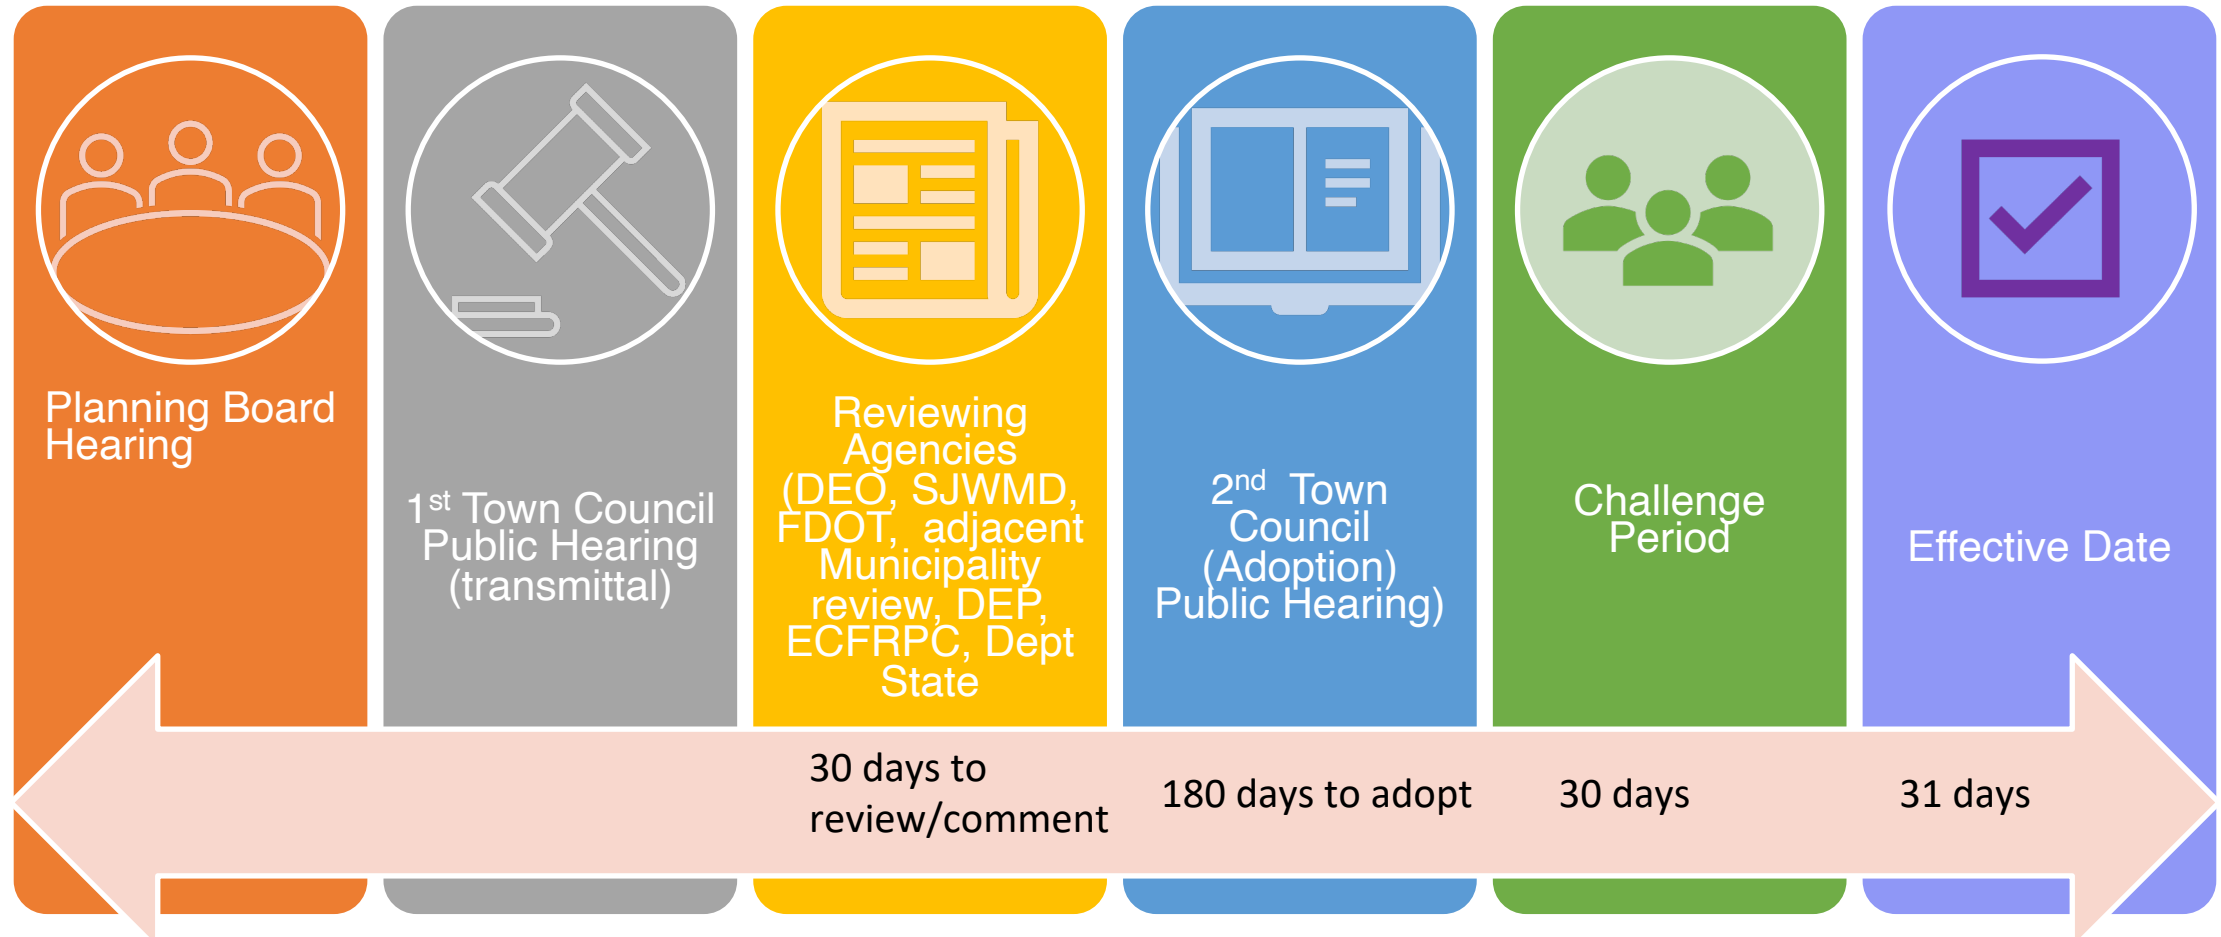 Planning Board
Hearing
1st Town Council
Public Hearing
(transmittal)
Reviewing
Agencies
(DEO, SJWMD,
FDOT, adjacent
Municipality
review, DEP,
ECFRPC, Dept
State
2nd Town
Council
(Adoption)
Public Hearing)
Challenge
Period
Effective Date
30 days to
review/comment
180 days to adopt
30 days
31 days